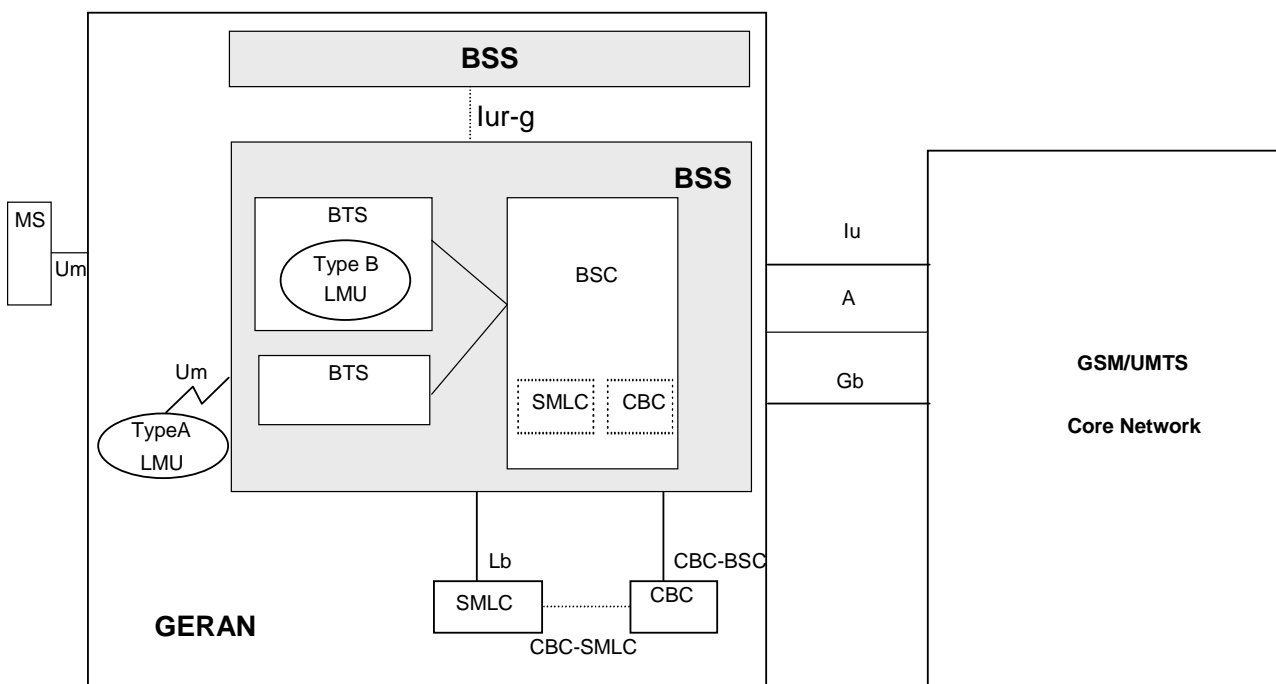 BSS
Iur-g
BSS
MS
Um
BTS
Type B
LMU
BSC
BTS
SMLC
CBC
Um
TypeA
LMU
Iu
A
Gb
GSM/UMTS
Core Network
Lb
CBC-BSC
SMLC
CBC
CBC-SMLC
GERAN